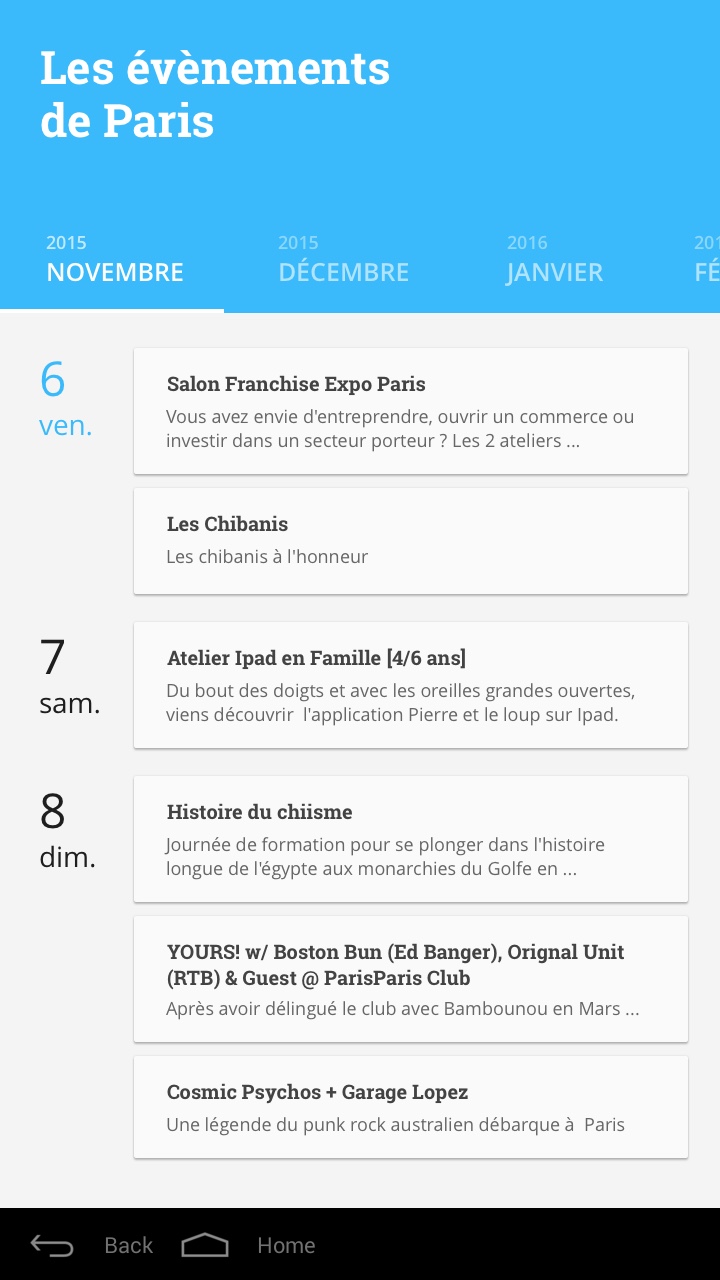 Les évènements
de Paris
2015
NOVEMBRE
2015
DÉCEMBRE
2016
JANVIER
6
ven.
Salon Franchise Expo Paris
Vous avez envie d'entreprendre, ouvrir un commerce ou
investir dans un secteur porteur ? Les 2 ateliers ...
Les Chibanis
Les chibanis à l'honneur
7
sam.
Atelier Ipad en Famille [4/6 ans]
Du bout des doigts et avec les oreilles grandes ouvertes,
viens découvrir  l'application Pierre et le loup sur Ipad.
8
dim.
Histoire du chiisme
Journée de formation pour se plonger dans l'histoire
longue de l'égypte aux monarchies du Golfe en ...
YOURS! w/ Boston Bun (Ed Banger), Orignal Unit
(RTB) & Guest @ ParisParis Club
Après avoir délingué le club avec Bambounou en Mars ...
Cosmic Psychos + Garage Lopez
Une légende du punk rock australien débarque à  Paris
Back
Home